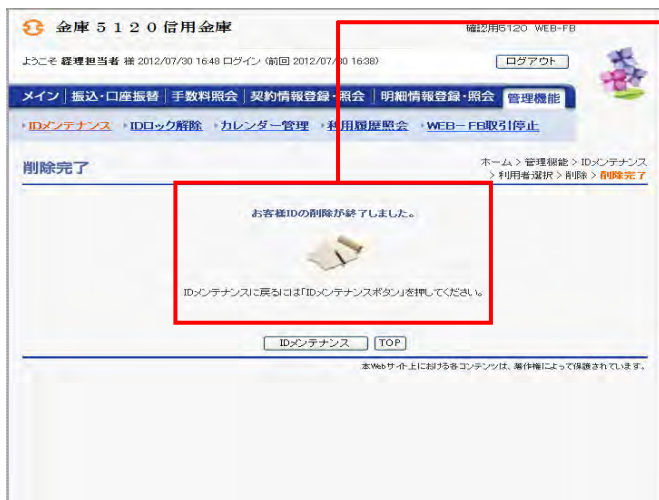 金庫5120信用金庫
確認用5120 WEB-FB
ようこそ 経理担当者 様 2012/07/30 16:48 ログイン (前回 2012/07/30 16:38)
ログアウト
メイン 振込・口座振替 手数料照会 契約情報登録・照会 明細情報登録・照会 管理機能
IDメンテナンス IDロック解除 カレンダー管理 利用履歴照会 WEB-FB取引停止
削除完了
ホーム > 管理機能 > IDメンテナンス
> 利用者選択 > 削除 > 削除完了
お客様IDの削除が終了しました。
IDメンテナンスに戻るには「IDメンテナンスボタン」を押してください。
IDメンテナンス TOP
本Webサイト上における各コンテンツは、著作権によって保護されています。